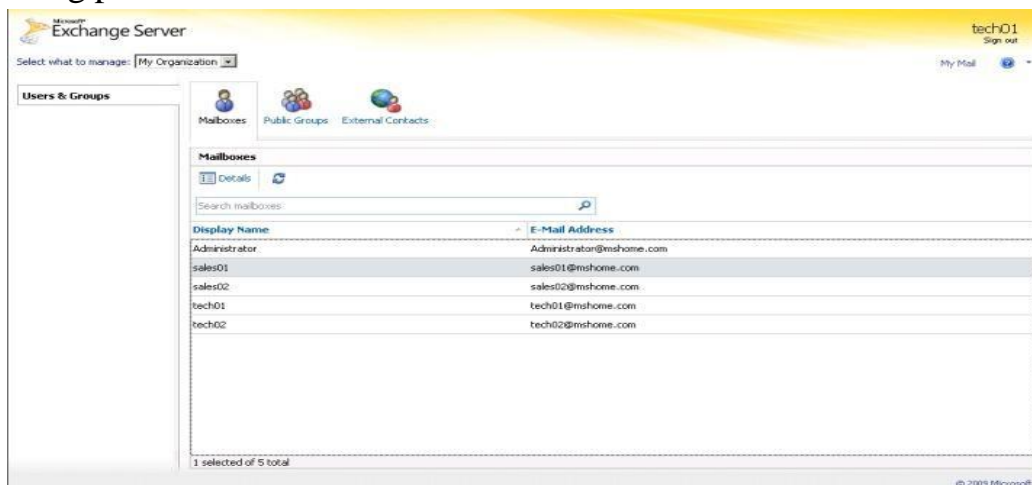 Microsoft
Exchange Server
tech01
Sign out
Select what to manage: My Organization
My Mail
Users & Groups
Mailboxes
Public Groups
External Contacts
Mailboxes
Details
Search mailboxes
Display Name E-Mail Address
Administrator Administrator@mshome.com
sales01 sales01@mshome.com
sales02 sales02@mshome.com
tech01 tech01@mshome.com
tech02 tech02@mshome.com
1 selected of 5 total
© 2009 Microsoft